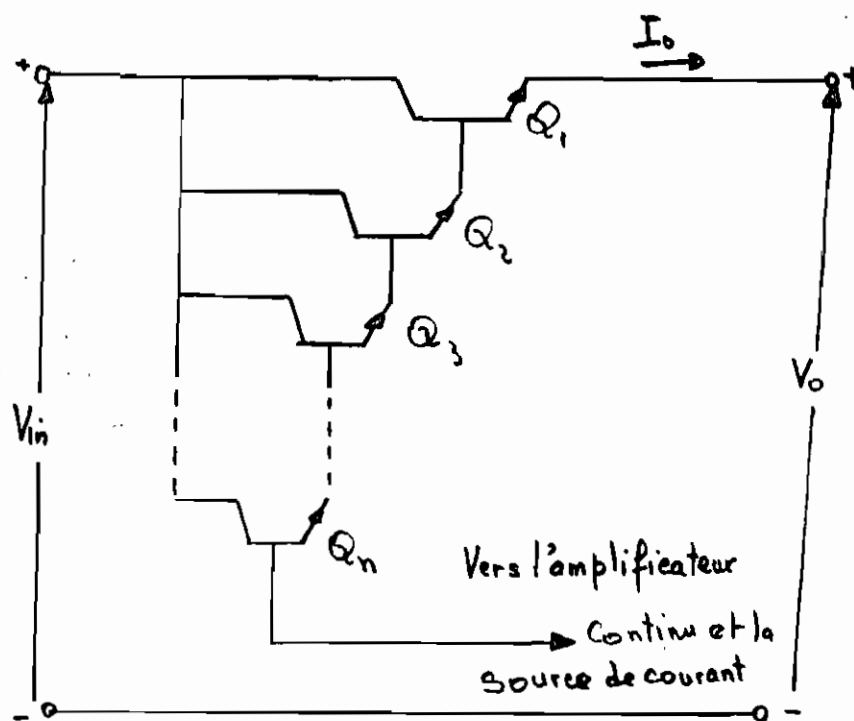 I₀
+
+
Q₁
Q₂
Q₃
Vin
V₀
Qn
Vers l'amplificateur
Continu et la
Source de courant
-
-